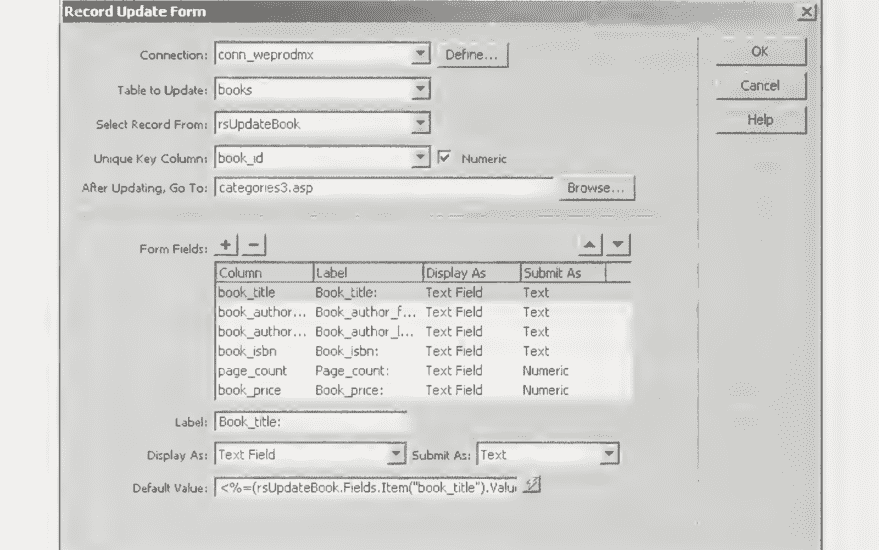 Record Update Form
Connection: conn_weprodmx Define... OK
Table to Update: books Cancel
Select Record From: rsUpdateBook Help
Unique Key Column: book_id Numeric
After Updating, Go To: categories3.asp Browse...
Form Fields: + −
Column Label Display As Submit As
book_title Book_title: Text Field Text
book_author... Book_author_f... Text Field Text
book_author... Book_author_l... Text Field Text
book_isbn Book_isbn: Text Field Text
page_count Page_count: Text Field Numeric
book_price Book_price: Text Field Numeric
Label: Book_title:
Display As: Text Field Submit As: Text
Default Value: <%=(rsUpdateBook.Fields.Item("book_title").Valu